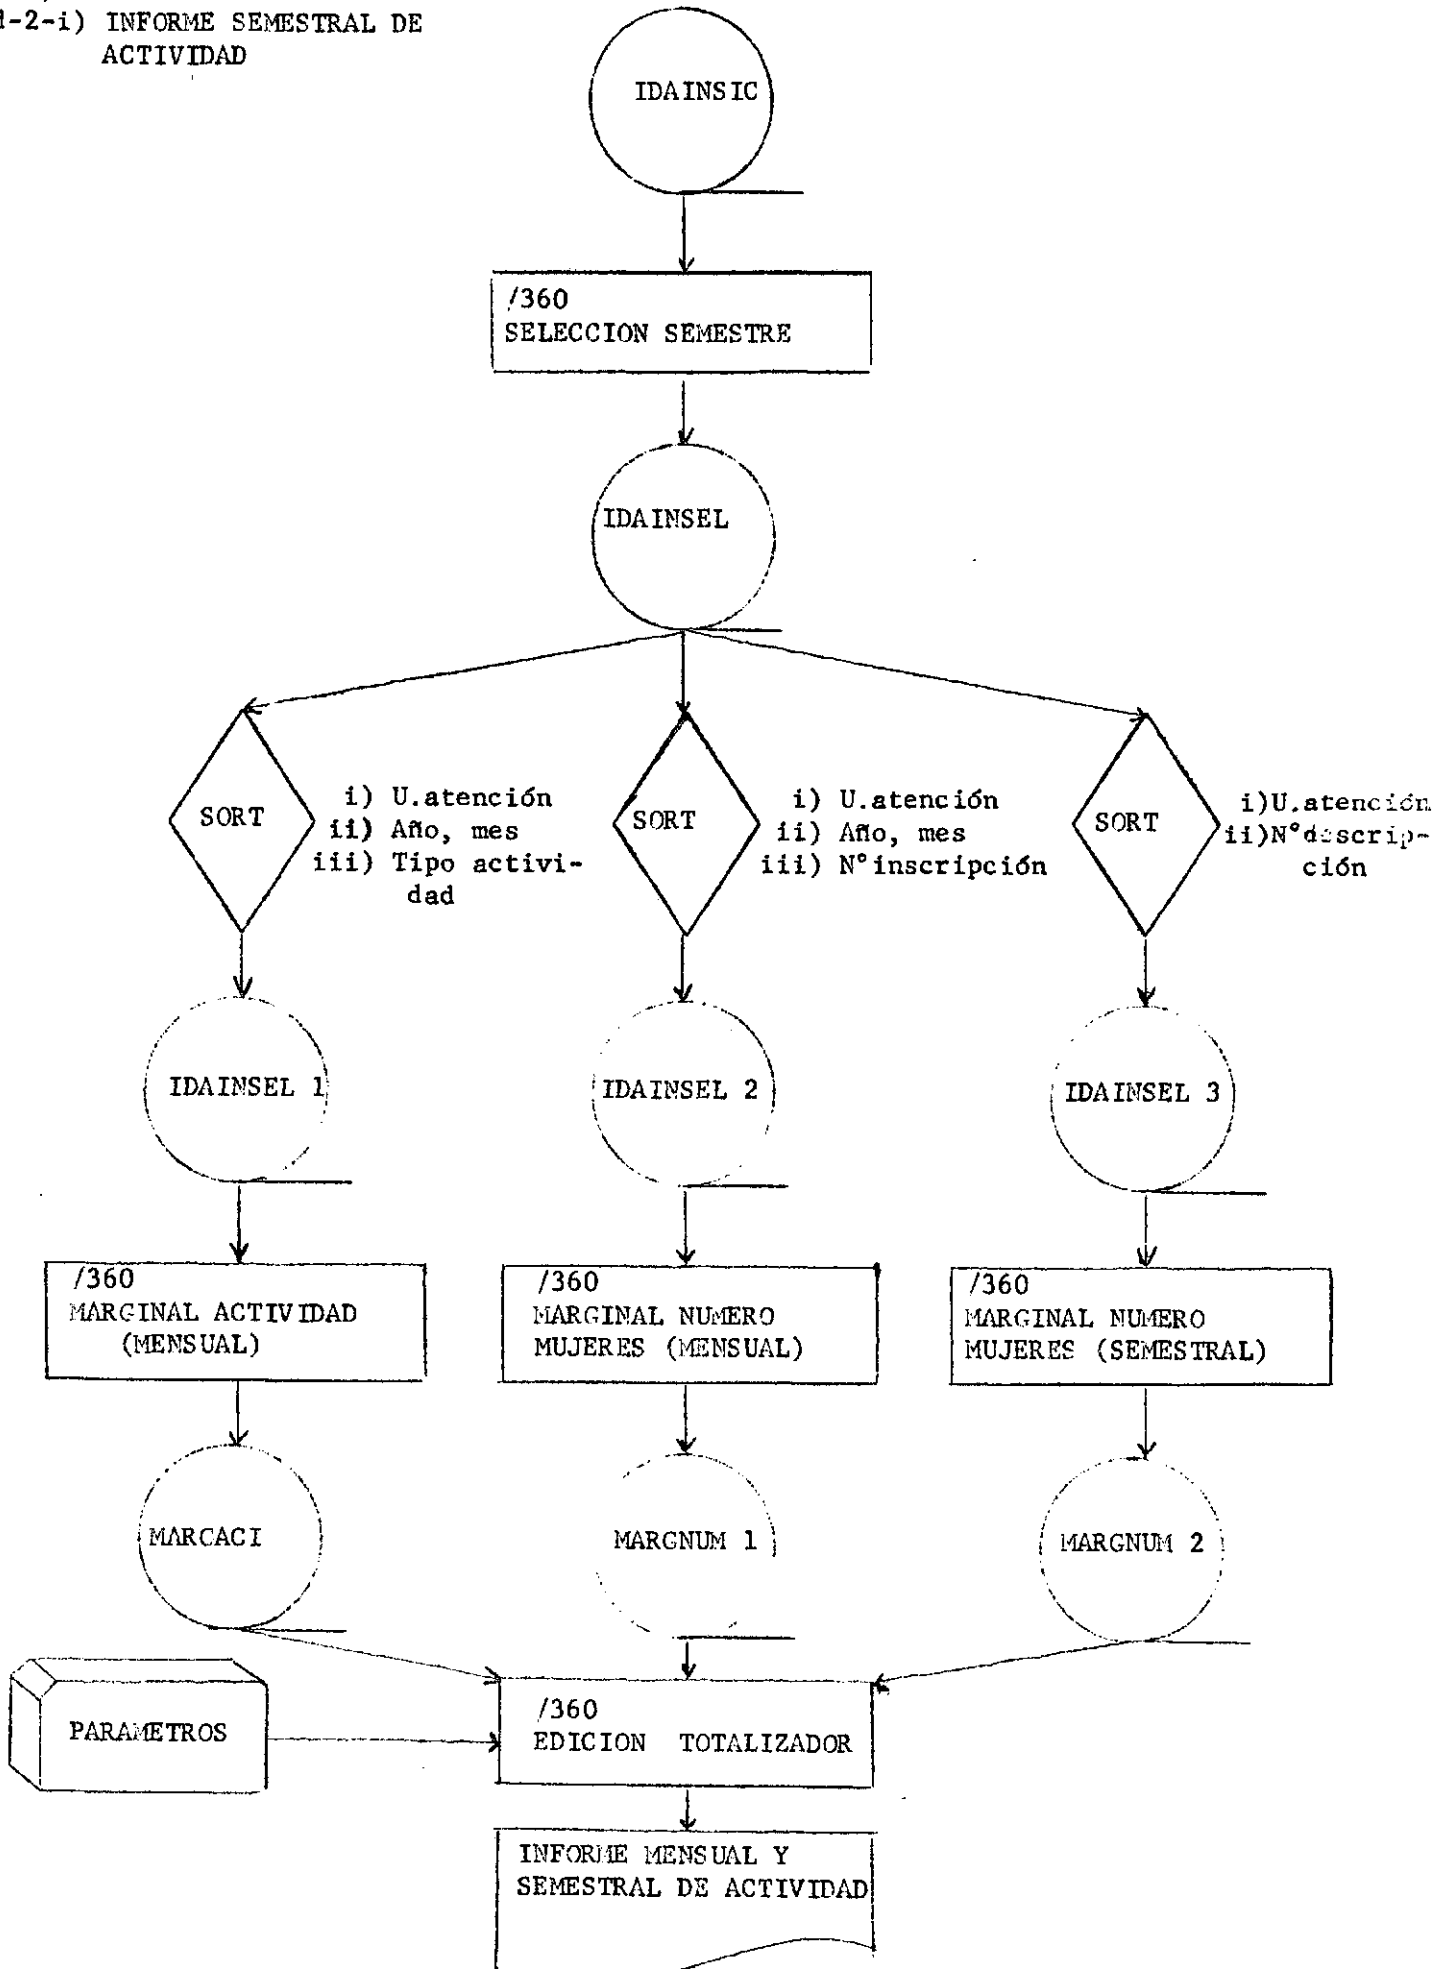 1-2-i) INFORME SEMESTRAL DE
ACTIVIDAD
IDAINSIC
/360
SELECCION SEMESTRE
IDAINSEL
SORT
i) U.atención
ii) Año, mes
iii) Tipo activi-
dad
SORT
i) U.atención
ii) Año, mes
iii) N°inscripción
SORT
i)U.atención
ii)N°descrip-
ción
IDAINSEL 1
IDAINSEL 2
IDAINSEL 3
/360
MARGINAL ACTIVIDAD
(MENSUAL)
/360
MARGINAL NUMERO
MUJERES (MENSUAL)
/360
MARGINAL NUMERO
MUJERES (SEMESTRAL)
MARCACI
MARGNUM 1
MARGNUM 2
PARAMETROS
/360
EDICION TOTALIZADOR
INFORME MENSUAL Y
SEMESTRAL DE ACTIVIDAD